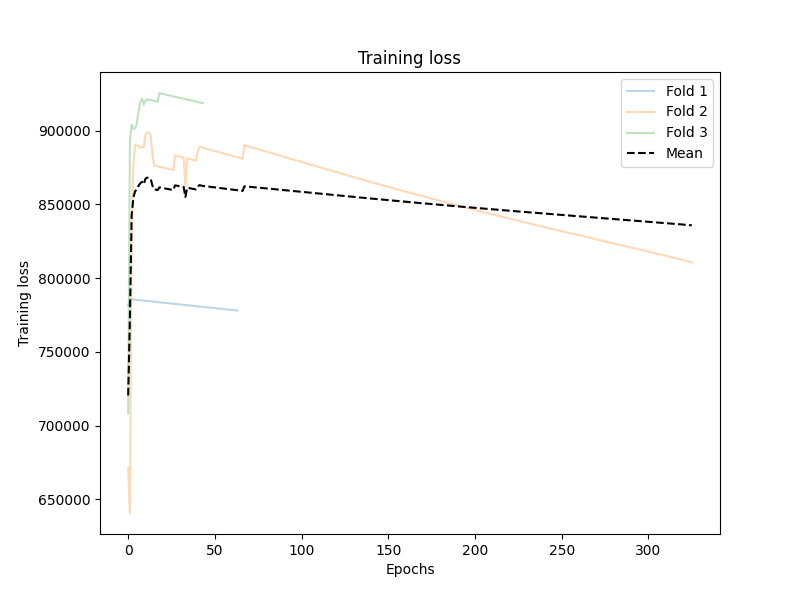 Training loss
Fold 1
Fold 2
Fold 3
Mean
Training loss
900000
850000
800000
750000
700000
650000
0 50 100 150 200 250 300
Epochs